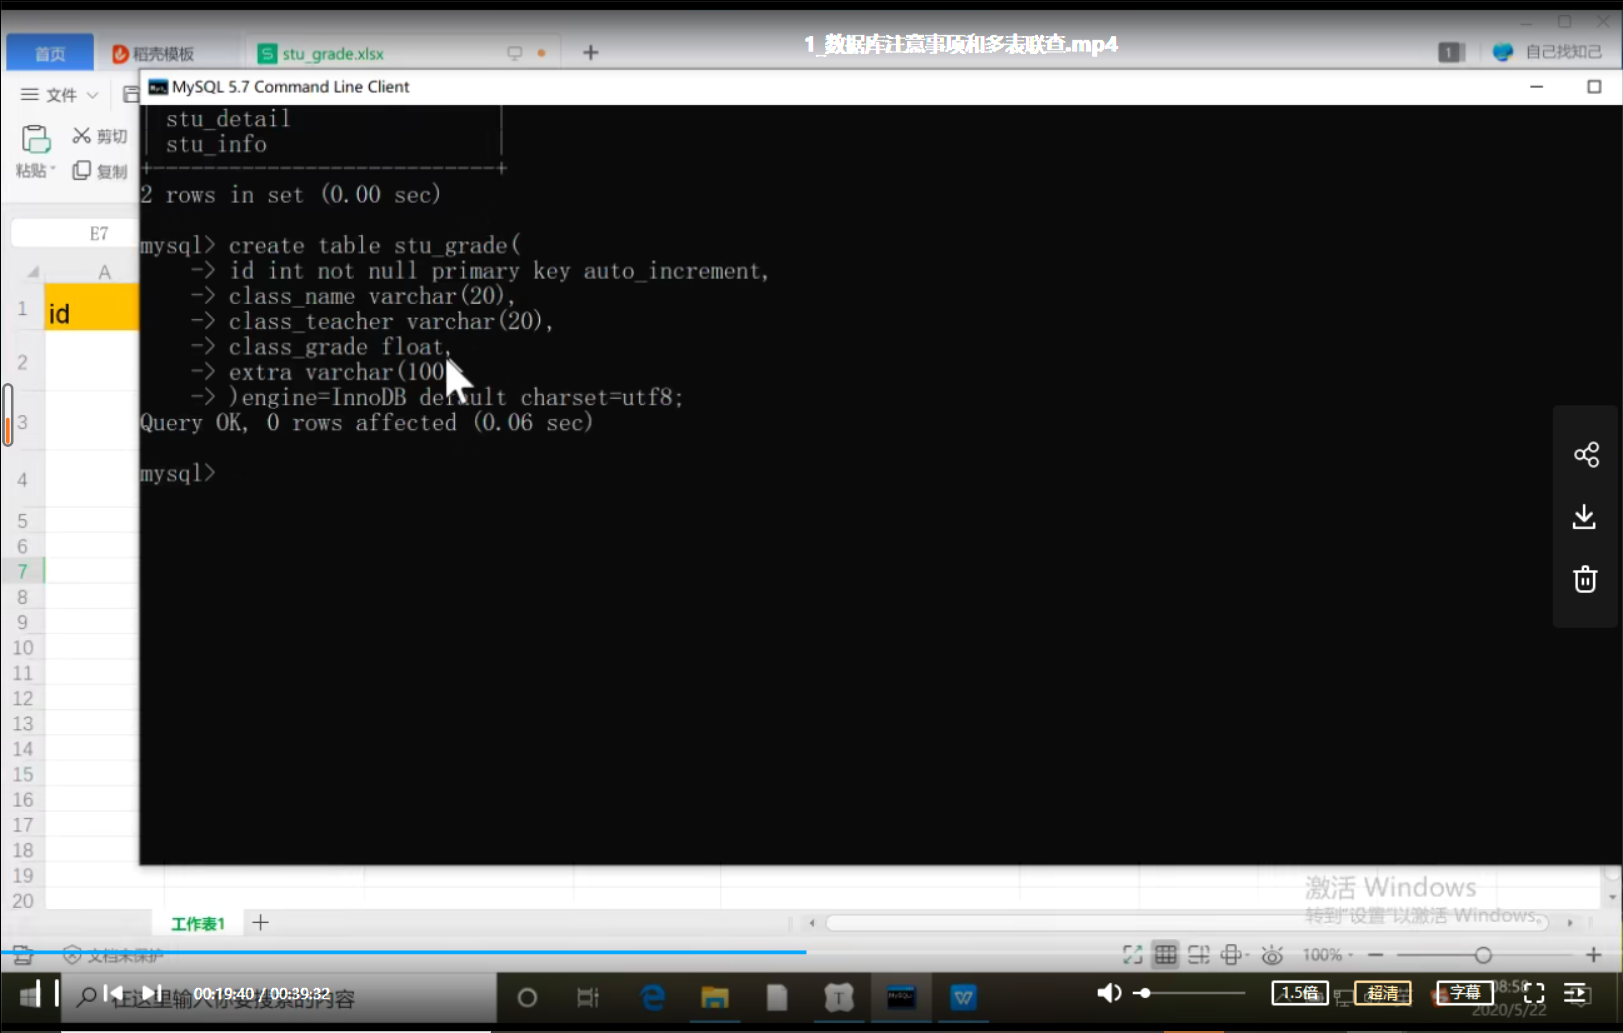 1_数据库注意事项和多表联查.mp4
首页
稻壳模板
stu_grade.xlsx
1
自己找知己
文件
MySQL 5.7 Command Line Client
粘贴
剪切
复制
E7
A
id
1
2
3
4
5
6
7
8
9
10
11
12
13
14
15
16
17
18
19
20
stu_detail
stu_info
2 rows in set (0.00 sec)
mysql> create table stu_grade(
-> id int not null primary key auto_increment,
-> class_name varchar(20),
-> class_teacher varchar(20),
-> class_grade float,
-> extra varchar(100
-> )engine=InnoDB default charset=utf8;
Query OK, 0 rows affected (0.06 sec)
mysql>
激活 Windows
转到"设置"以激活 Windows。
工作表1
文档未保护
100%
在这里输入你要搜索的内容
00:19:40 / 00:39:32
1.5倍
超清
字幕
2020/5/22